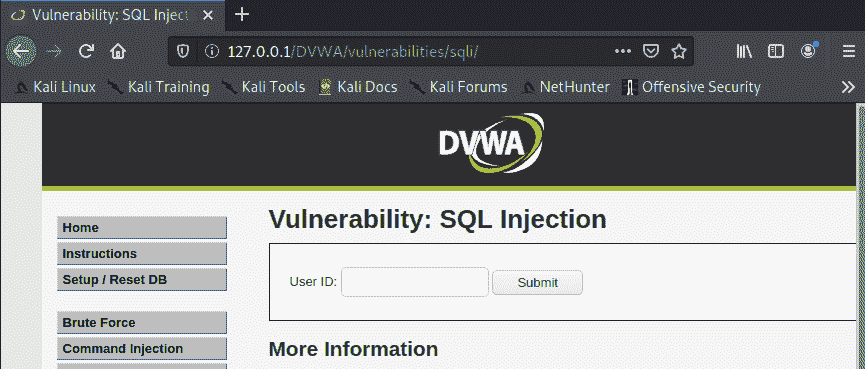 Vulnerability: SQL Inject
127.0.0.1/DVWA/vulnerabilities/sqli/
Kali Linux Kali Training Kali Tools Kali Docs Kali Forums NetHunter Offensive Security
DVWA
Home
Instructions
Setup / Reset DB
Brute Force
Command Injection
Vulnerability: SQL Injection
User ID: Submit
More Information